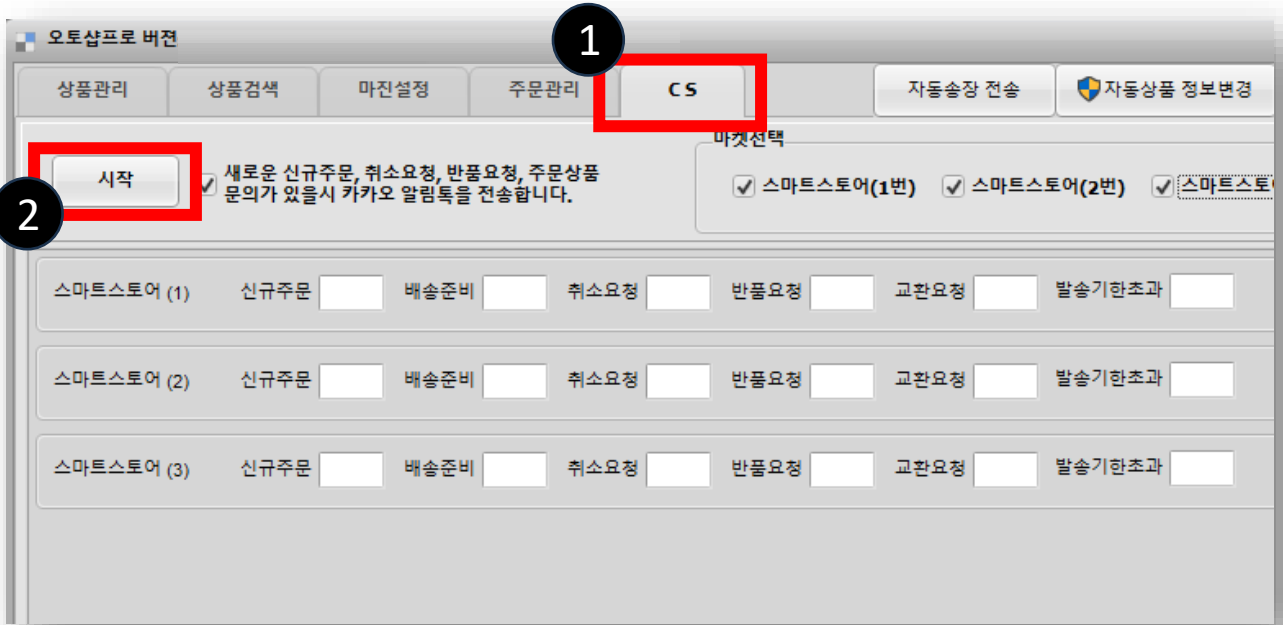 오토샵프로 버젼
1
상품관리 상품검색 마진설정 주문관리 C S 자동송장 전송 자동상품 정보변경
마켓선택
시작 새로운 신규주문, 취소요청, 반품요청, 주문상품
문의가 있을시 카카오 알림톡을 전송합니다.
스마트스토어(1번) 스마트스토어(2번) 스마트스토
2
스마트스토어 (1) 신규주문 배송준비 취소요청 반품요청 교환요청 발송기한초과
스마트스토어 (2) 신규주문 배송준비 취소요청 반품요청 교환요청 발송기한초과
스마트스토어 (3) 신규주문 배송준비 취소요청 반품요청 교환요청 발송기한초과